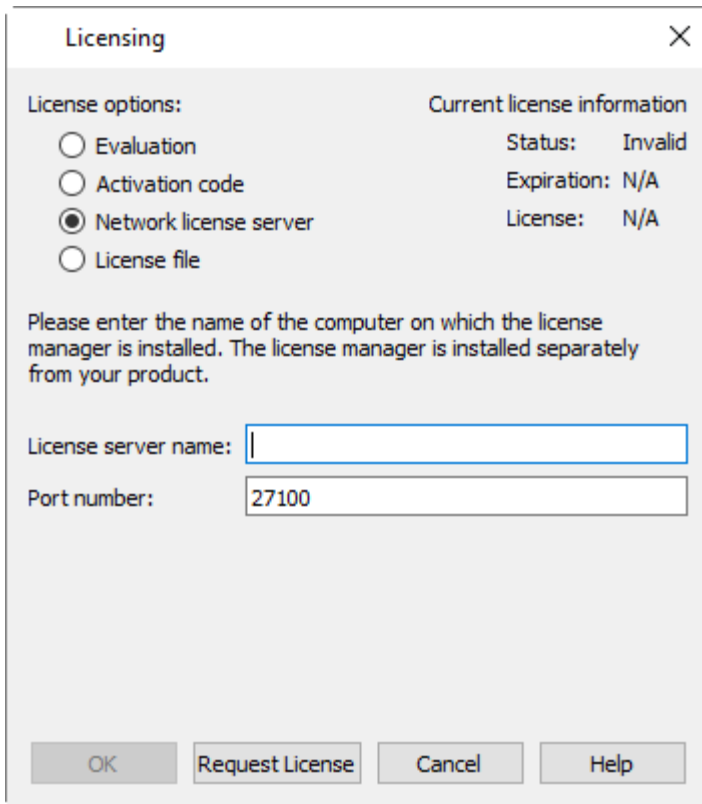 Licensing
License options:
Current license information
Evaluation
Status: Invalid
Activation code
Expiration: N/A
Network license server
License: N/A
License file
Please enter the name of the computer on which the license
manager is installed. The license manager is installed separately
from your product.
License server name:
Port number: 27100
OK Request License Cancel Help